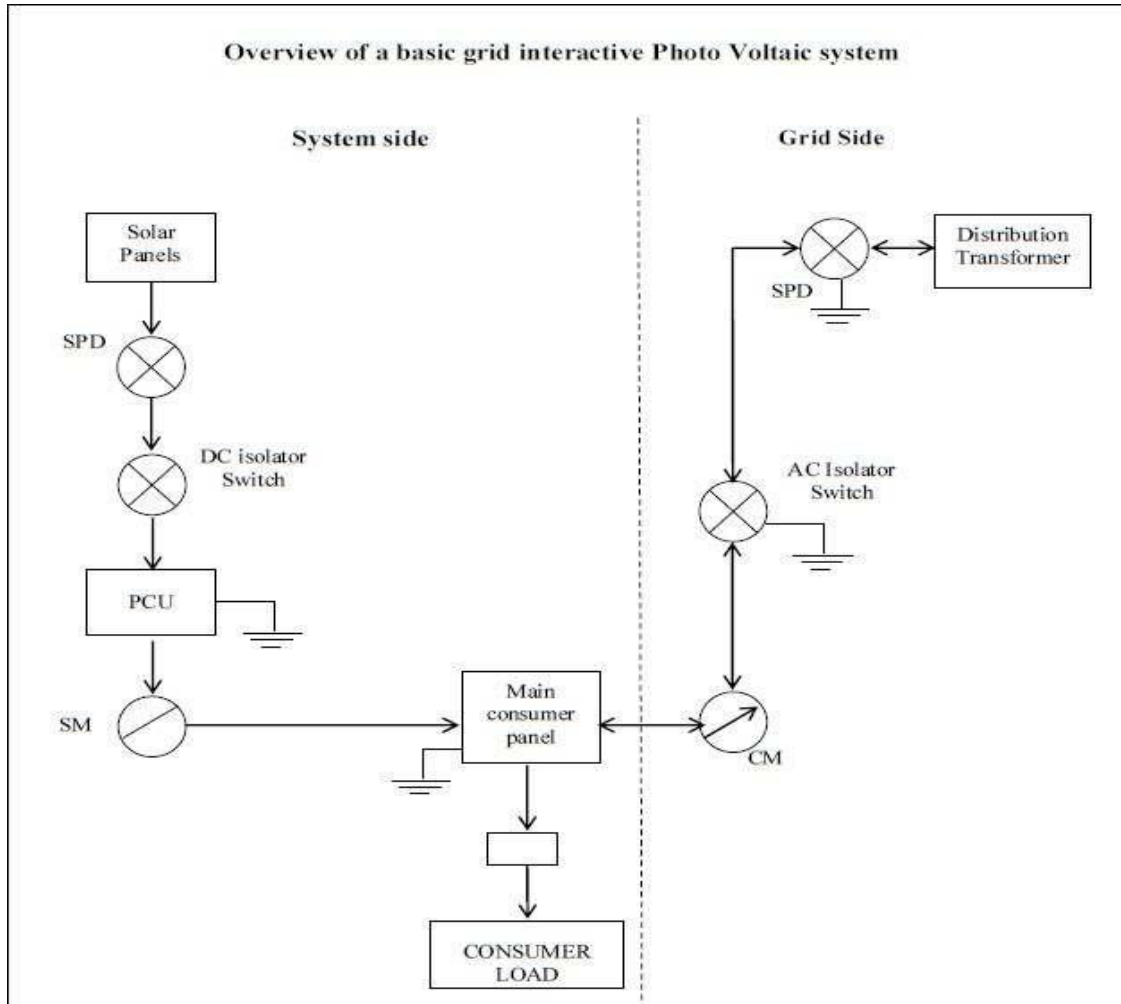 Overview of a basic grid interactive Photo Voltaic system
System side
Grid Side
Solar
Panels
SPD
DC isolator
Switch
PCU
SM
Main
consumer
panel
CONSUMER
LOAD
SPD
Distribution
Transformer
AC Isolator
Switch
CM